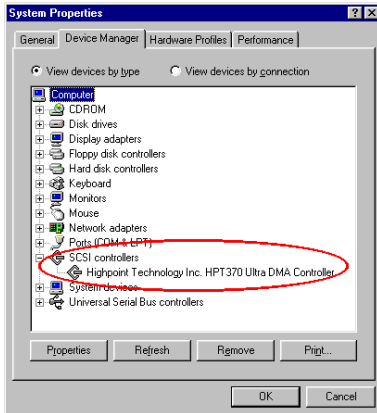 System Properties
General Device Manager Hardware Profiles Performance
View devices by type View devices by connection
Computer
CDROM
Disk drives
Display adapters
Floppy disk controllers
Hard disk controllers
Keyboard
Monitors
Mouse
Network adapters
Ports (COM & LPT)
SCSI controllers
Highpoint Technology Inc. HPT370 Ultra DMA Controller
System devices
Universal Serial Bus controllers
Properties Refresh Remove Print...
OK Cancel